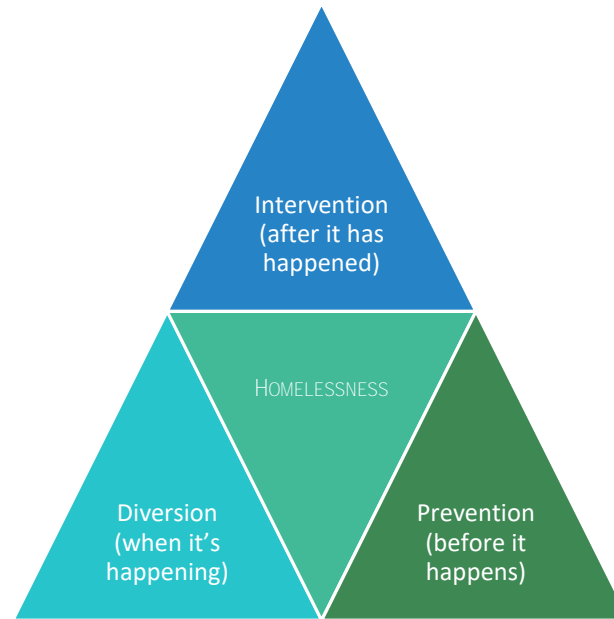 Intervention
(after it has
happened)
HOMELESSNESS
Diversion
(when it’s
happening)
Prevention
(before it
happens)